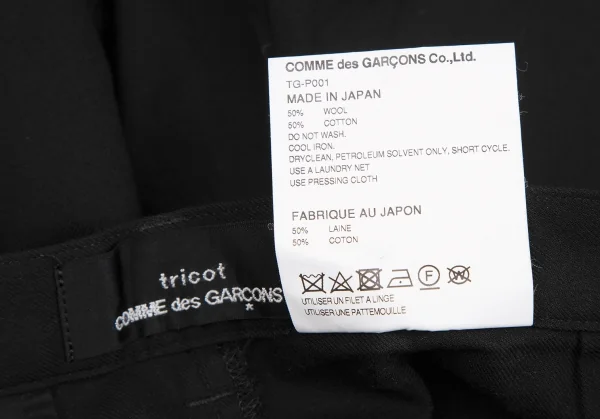 COMME des GARÇONS Co.,Ltd.
TG-P001
MADE IN JAPAN
50% WOOL
50% COTTON
DO NOT WASH.
COOL IRON.
DRYCLEAN, PETROLEUM SOLVENT ONLY, SHORT CYCLE.
USE A LAUNDRY NET
USE PRESSING CLOTH
FABRIQUE AU JAPON
50% LAINE
50% COTON
F
UTILISER UN FILET A LINGE
UTILISER UNE PATTEMOUILLE
tricot
COMME des GARÇONS